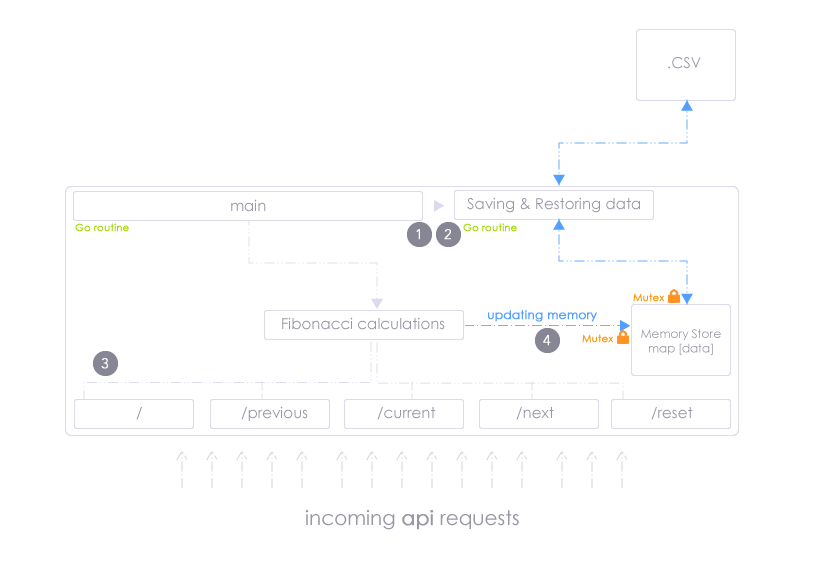 .CSV
main
Saving & Restoring data
Go routine
1
2
Go routine
Mutex
Fibonacci calculations
updating memory
Mutex
4
Memory Store
map [data]
3
/
/previous
/current
/next
/reset
incoming api requests